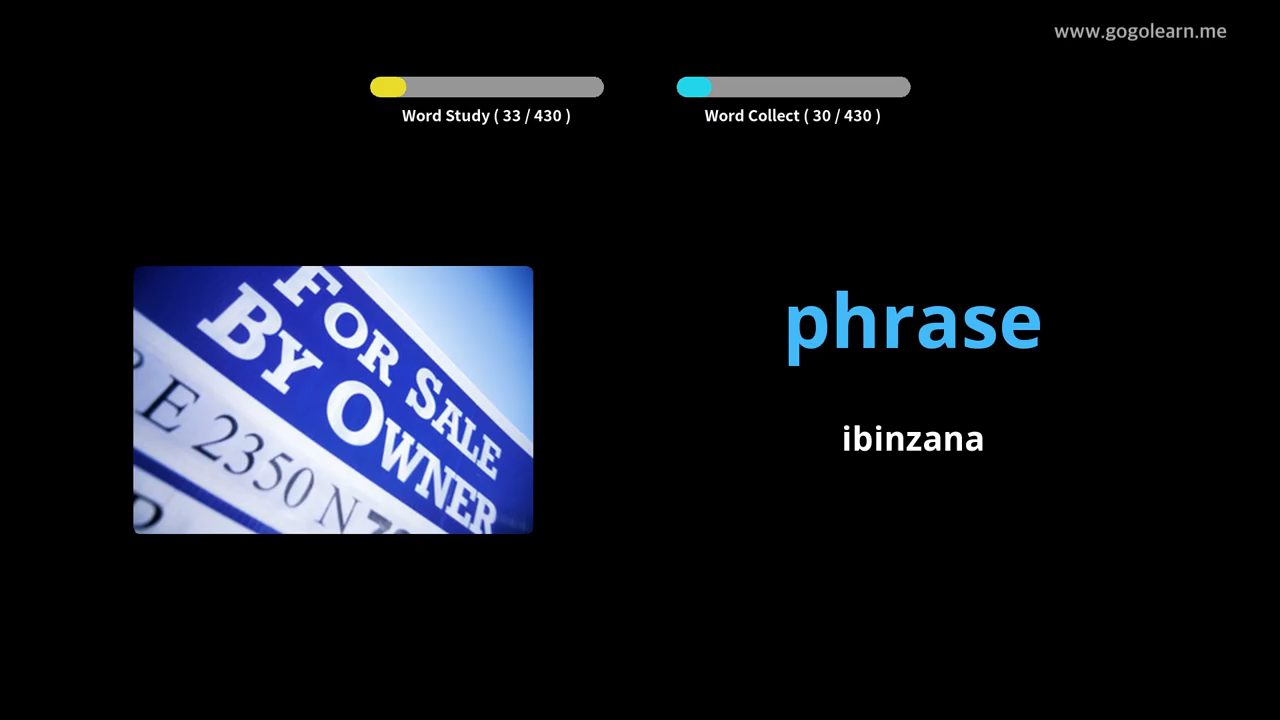 www.gogolearn.me
Word Study ( 33 / 430 )
Word Collect ( 30 / 430 )
FOR SALE
BY OWNER
E 2350 N
phrase
ibinzana